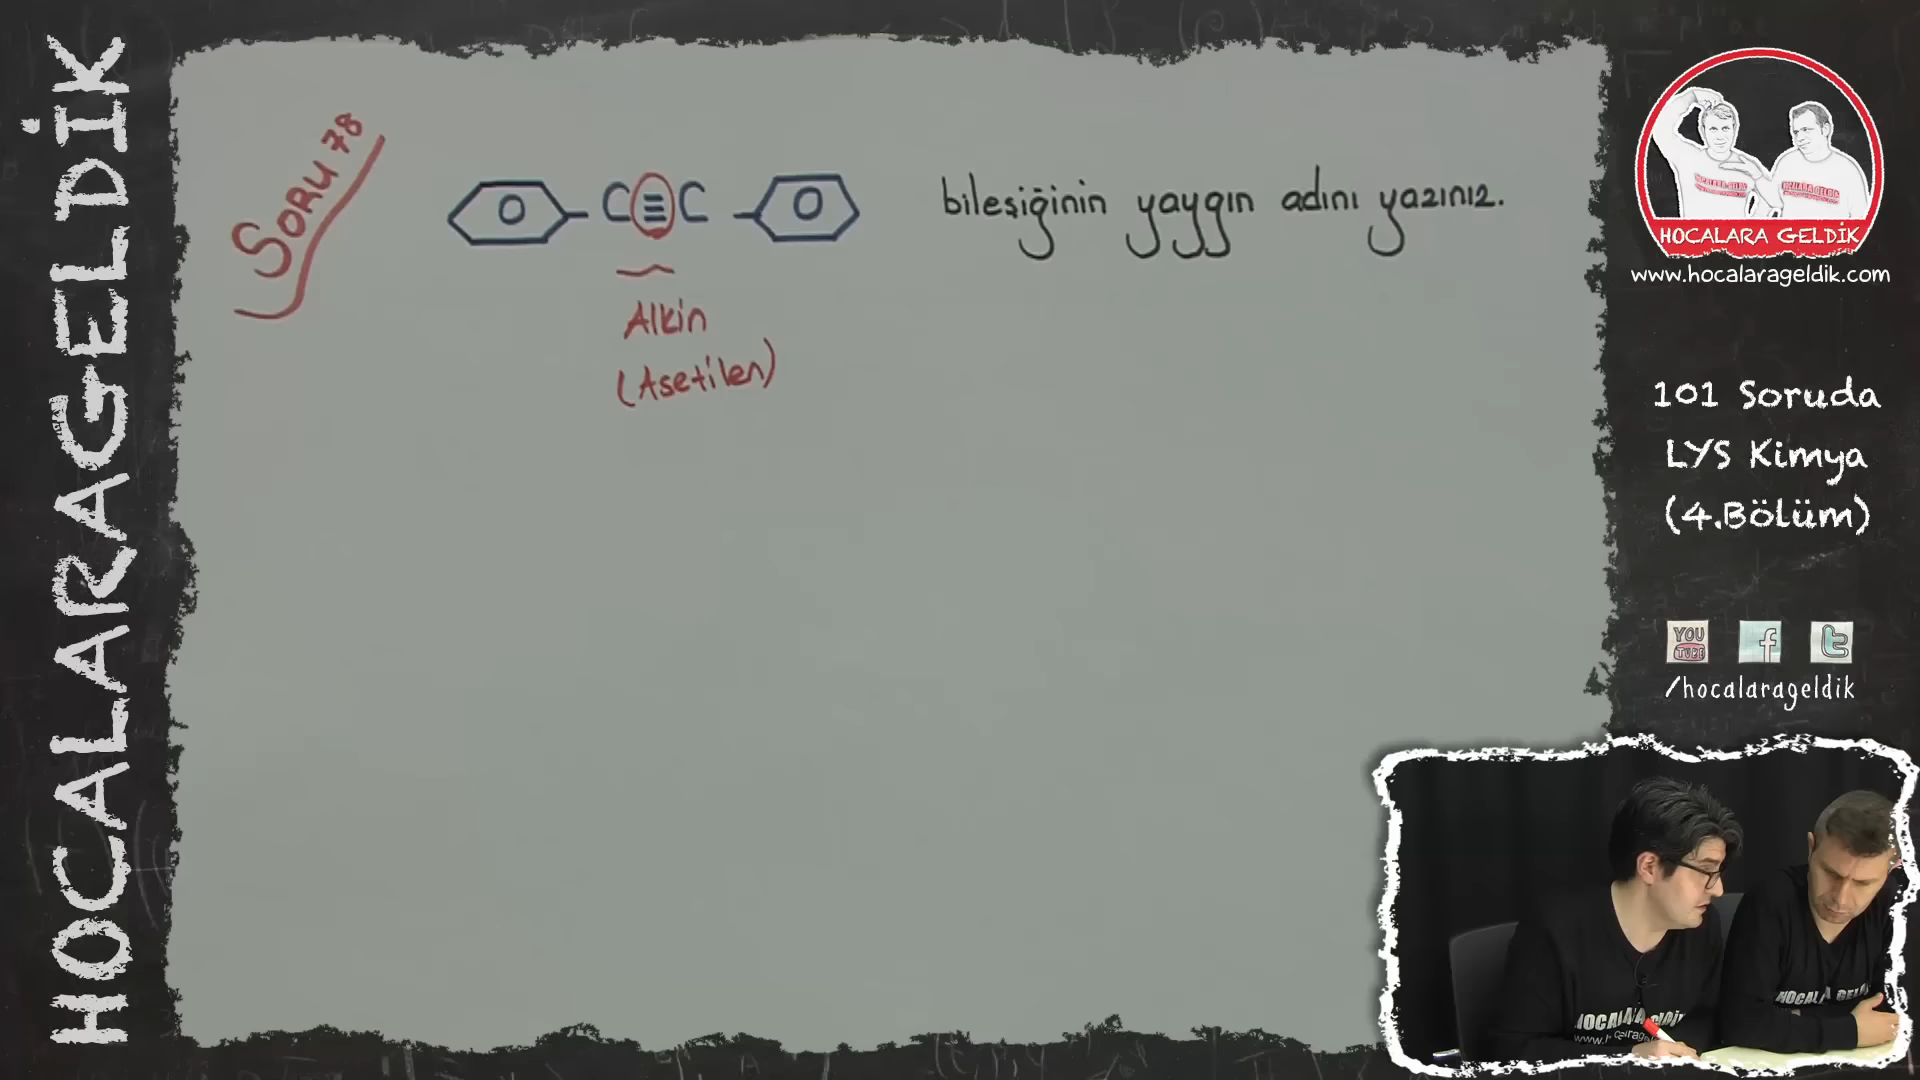 HOCALARAGELDİK
SORU 78
C≡C
bileşiğinin yaygın adını yazınız.
Alkin
(Asetilen)
HOCALARA GELDİK
www.hocalarageldik.com
101 Soruda
LYS Kimya
(4.Bölüm)
YOU
TUBE
f
t
/hocalarageldik